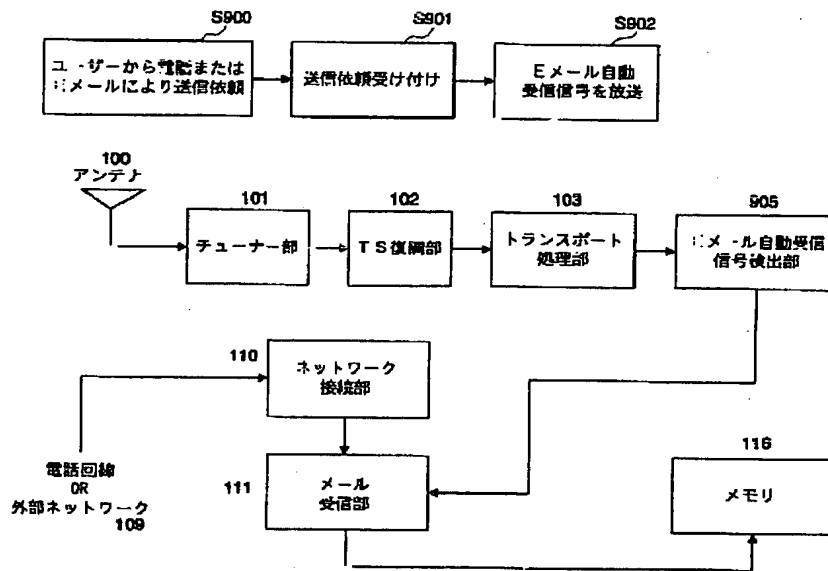 S900
S901
S902
ユーザーから電話または
Eメールにより送信依頼
送信依頼受け付け
Eメール自動
受信信号を放送
100
アンテナ
101
102
103
905
チューナー部
TS復調部
トランスポート
処理部
Eメール自動受信
信号検出部
110
ネットワーク
接続部
電話回線
OR
外部ネットワーク
109
111
メール
受信部
116
メモリ